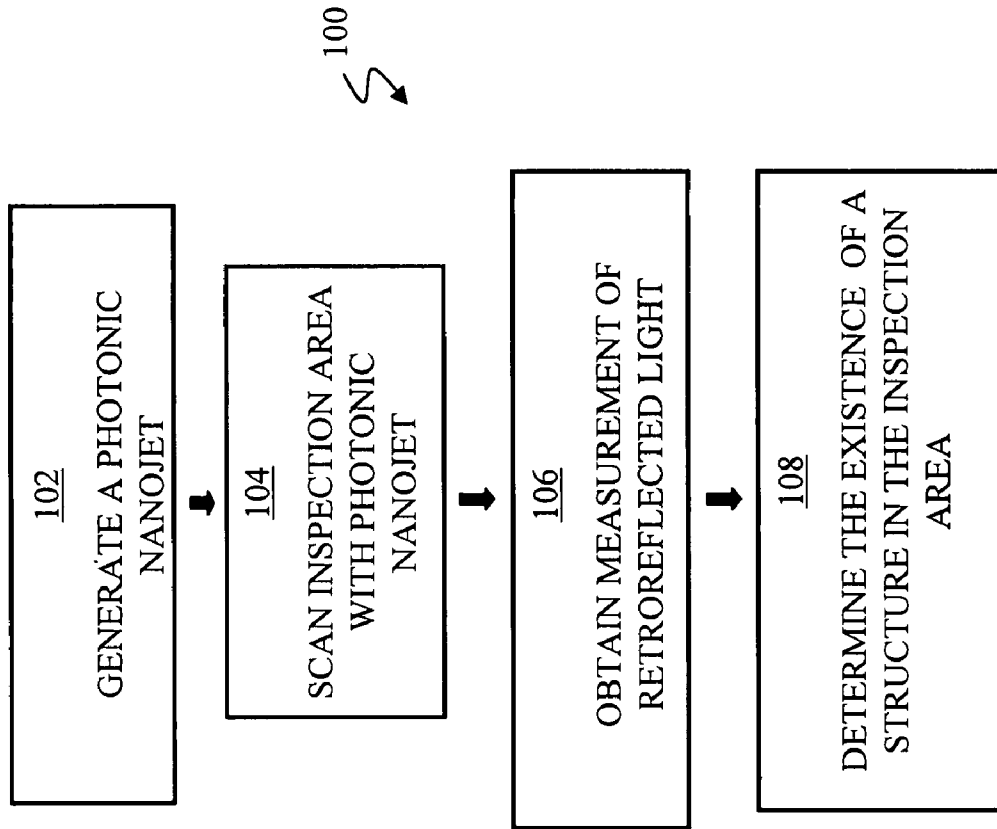 100
102
GENERATE A PHOTONIC
NANOJET
104
SCAN INSPECTION AREA
WITH PHOTONIC
NANOJET
106
OBTAIN MEASUREMENT OF
RETROREFLECTED LIGHT
108
DETERMINE THE EXISTENCE OF A
STRUCTURE IN THE INSPECTION
AREA